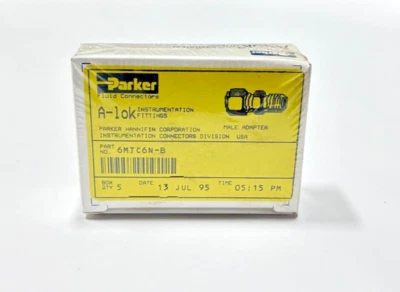 Parker
Fluid Connectors
A-lok INSTRUMENTATION FITTINGS
PARKER HANNIFIN CORPORATION MALE ADAPTER
INSTRUMENTATION CONNECTORS DIVISION USA
PART NO. 6MTC6N-B
BOX QTY 5 DATE 13 JUL 95 TIME 05:15 PM